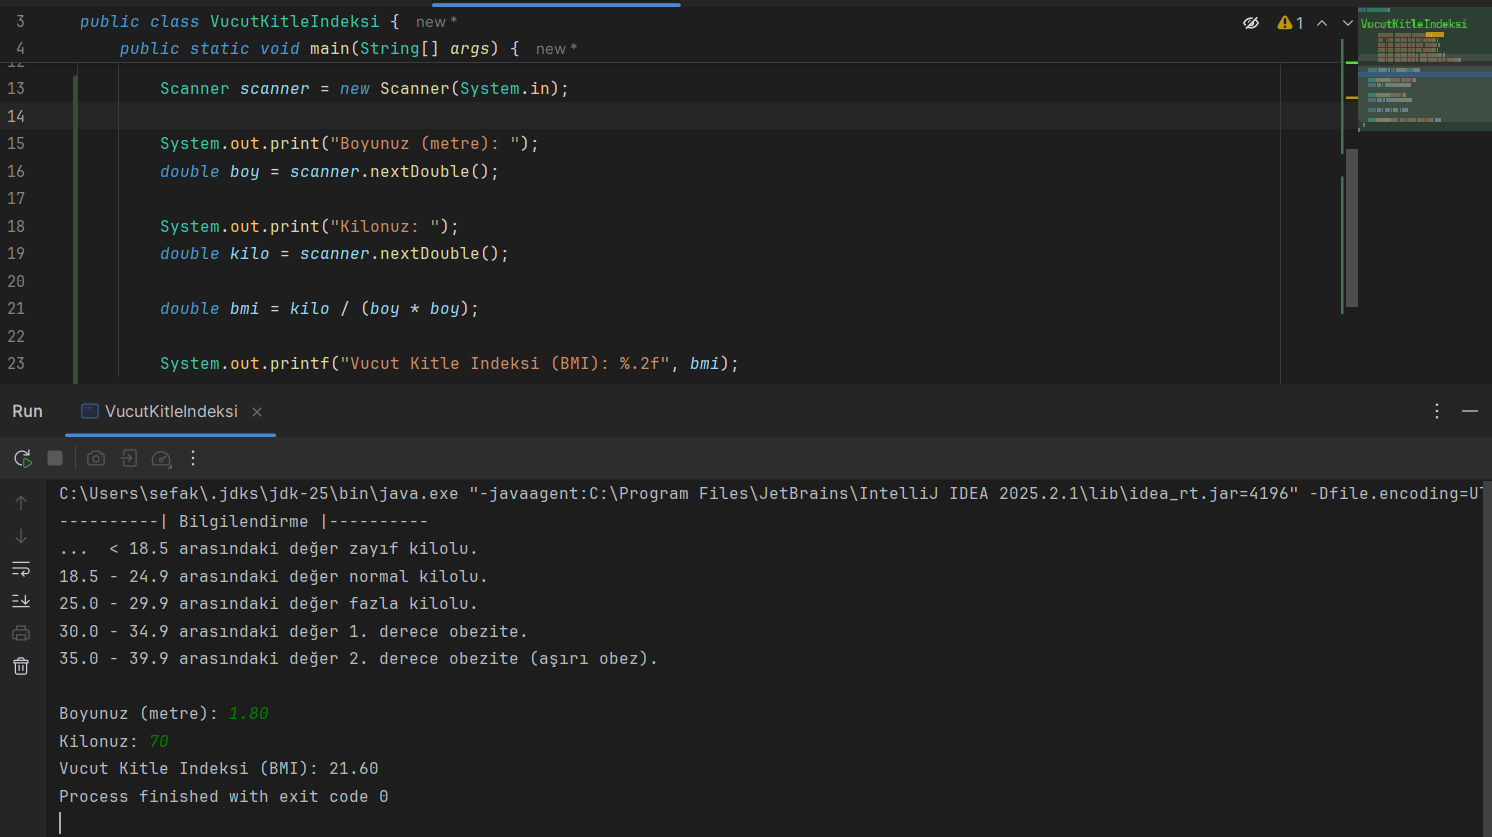 3 public class VucutKitleIndeksi { new *
4 public static void main(String[] args) { new *
12
13 Scanner scanner = new Scanner(System.in);
14
15 System.out.print("Boyunuz (metre): ");
16 double boy = scanner.nextDouble();
17
18 System.out.print("Kilonuz: ");
19 double kilo = scanner.nextDouble();
20
21 double bmi = kilo / (boy * boy);
22
23 System.out.printf("Vucut Kitle Indeksi (BMI): %.2f", bmi);
1
VucutKitleIndeksi
Run VucutKitleIndeksi
C:\Users\sefak\.jdks\jdk-25\bin\java.exe "-javaagent:C:\Program Files\JetBrains\IntelliJ IDEA 2025.2.1\lib\idea_rt.jar=4196" -Dfile.encoding=UT
----------| Bilgilendirme |----------
... < 18.5 arasındaki değer zayıf kilolu.
18.5 - 24.9 arasındaki değer normal kilolu.
25.0 - 29.9 arasındaki değer fazla kilolu.
30.0 - 34.9 arasındaki değer 1. derece obezite.
35.0 - 39.9 arasındaki değer 2. derece obezite (aşırı obez).
Boyunuz (metre): 1.80
Kilonuz: 70
Vucut Kitle Indeksi (BMI): 21.60
Process finished with exit code 0